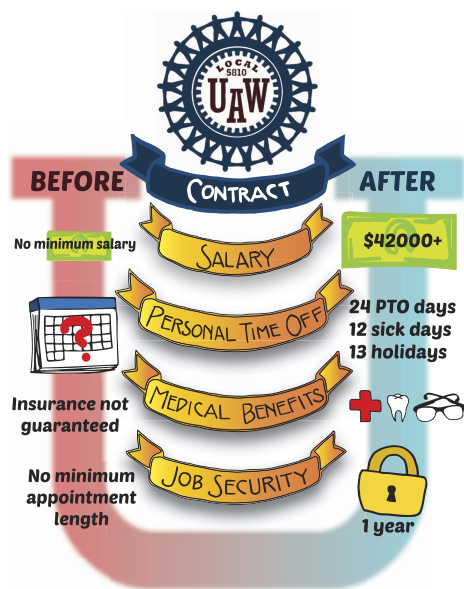 LOCAL
5810
UAW
BEFORE
CONTRACT
AFTER
No minimum salary
SALARY
$42000+
?
PERSONAL TIME OFF
24 PTO days
12 sick days
13 holidays
Insurance not
guaranteed
MEDICAL BENEFITS
No minimum
appointment
length
JOB SECURITY
1 year